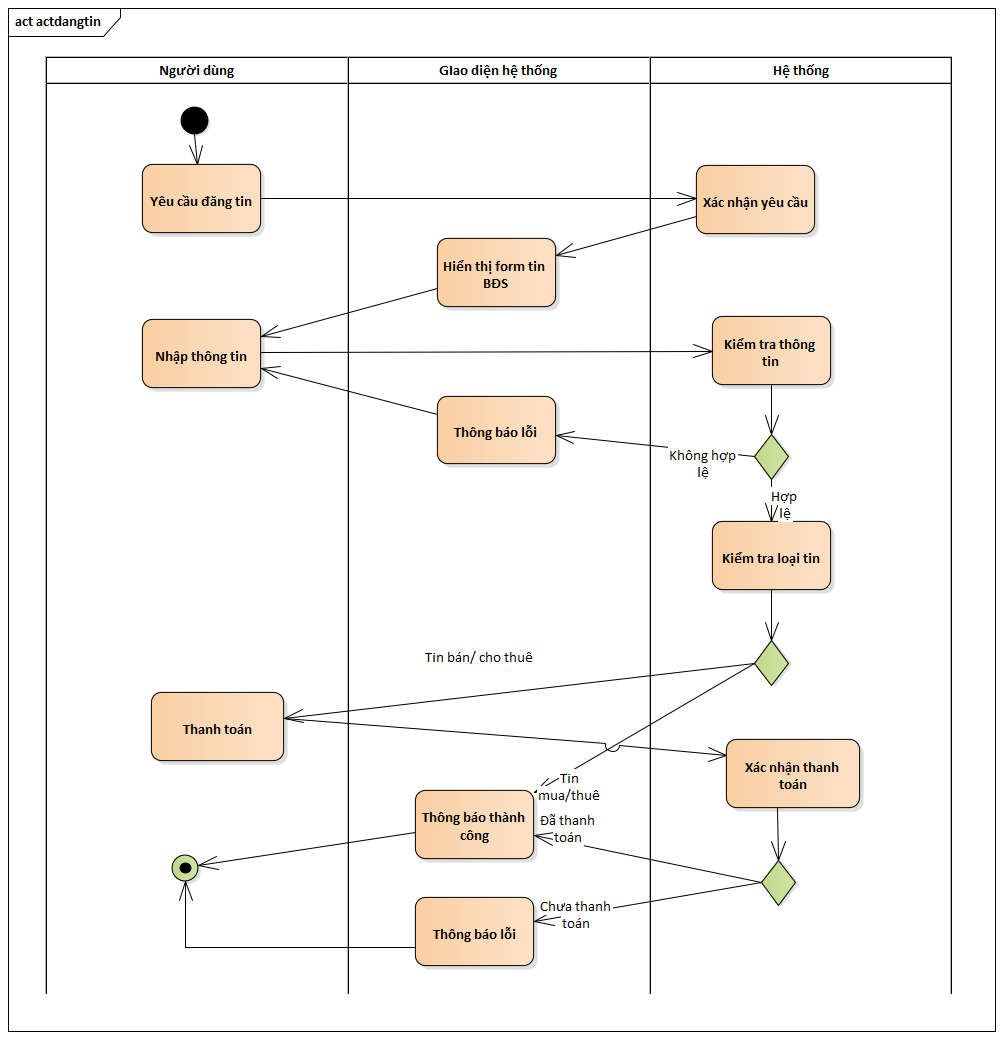 act actdangtin
Người dùng
GIao diện hệ thống
Hệ thống
Yêu cầu đăng tin
Xác nhận yêu cầu
Hiển thị form tin
BĐS
Nhập thông tin
Kiểm tra thông
tin
Thông báo lỗi
Không hợp
lệ
Hợp
lệ
Kiểm tra loại tin
Tin bán/ cho thuê
Thanh toán
Xác nhận thanh
toán
Tin
mua/thuê
Thông báo thành
công
Đã thanh
toán
Chưa thanh
toán
Thông báo lỗi